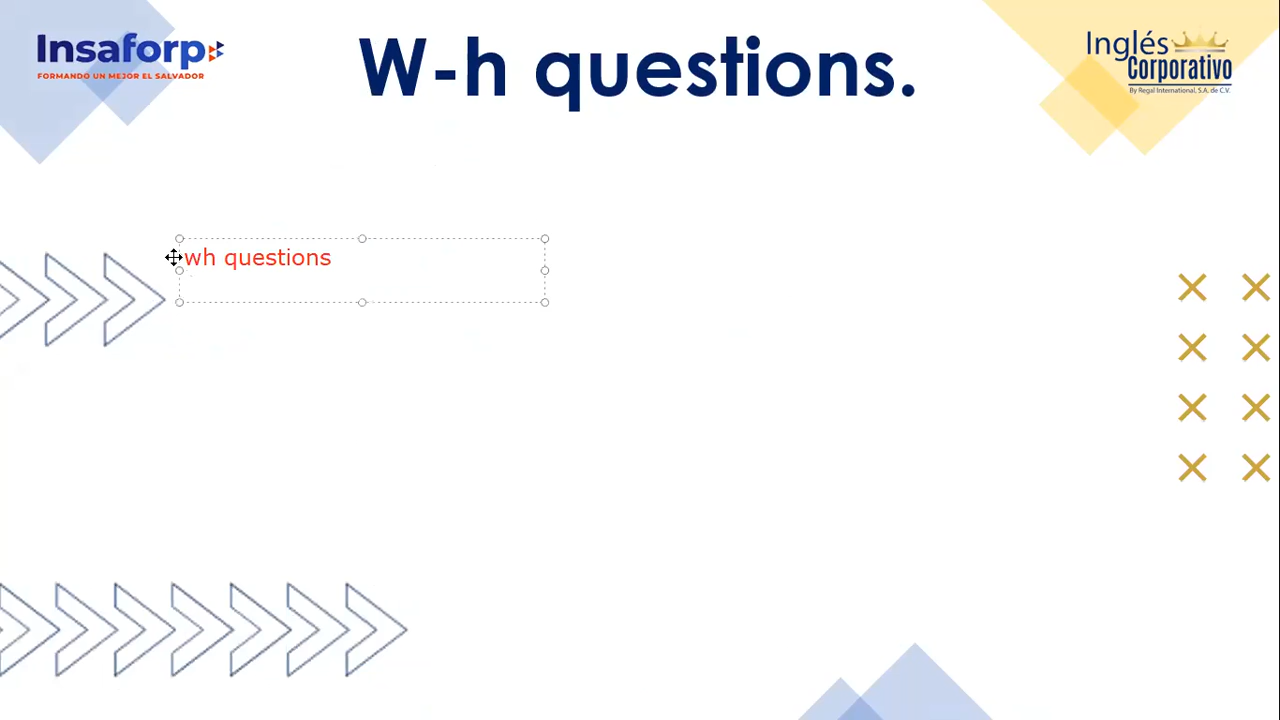 Insaforp
FORMANDO UN MEJOR EL SALVADOR
W-h questions.
Inglés
Corporativo
By Regal International, S.A. de C.V.
wh questions